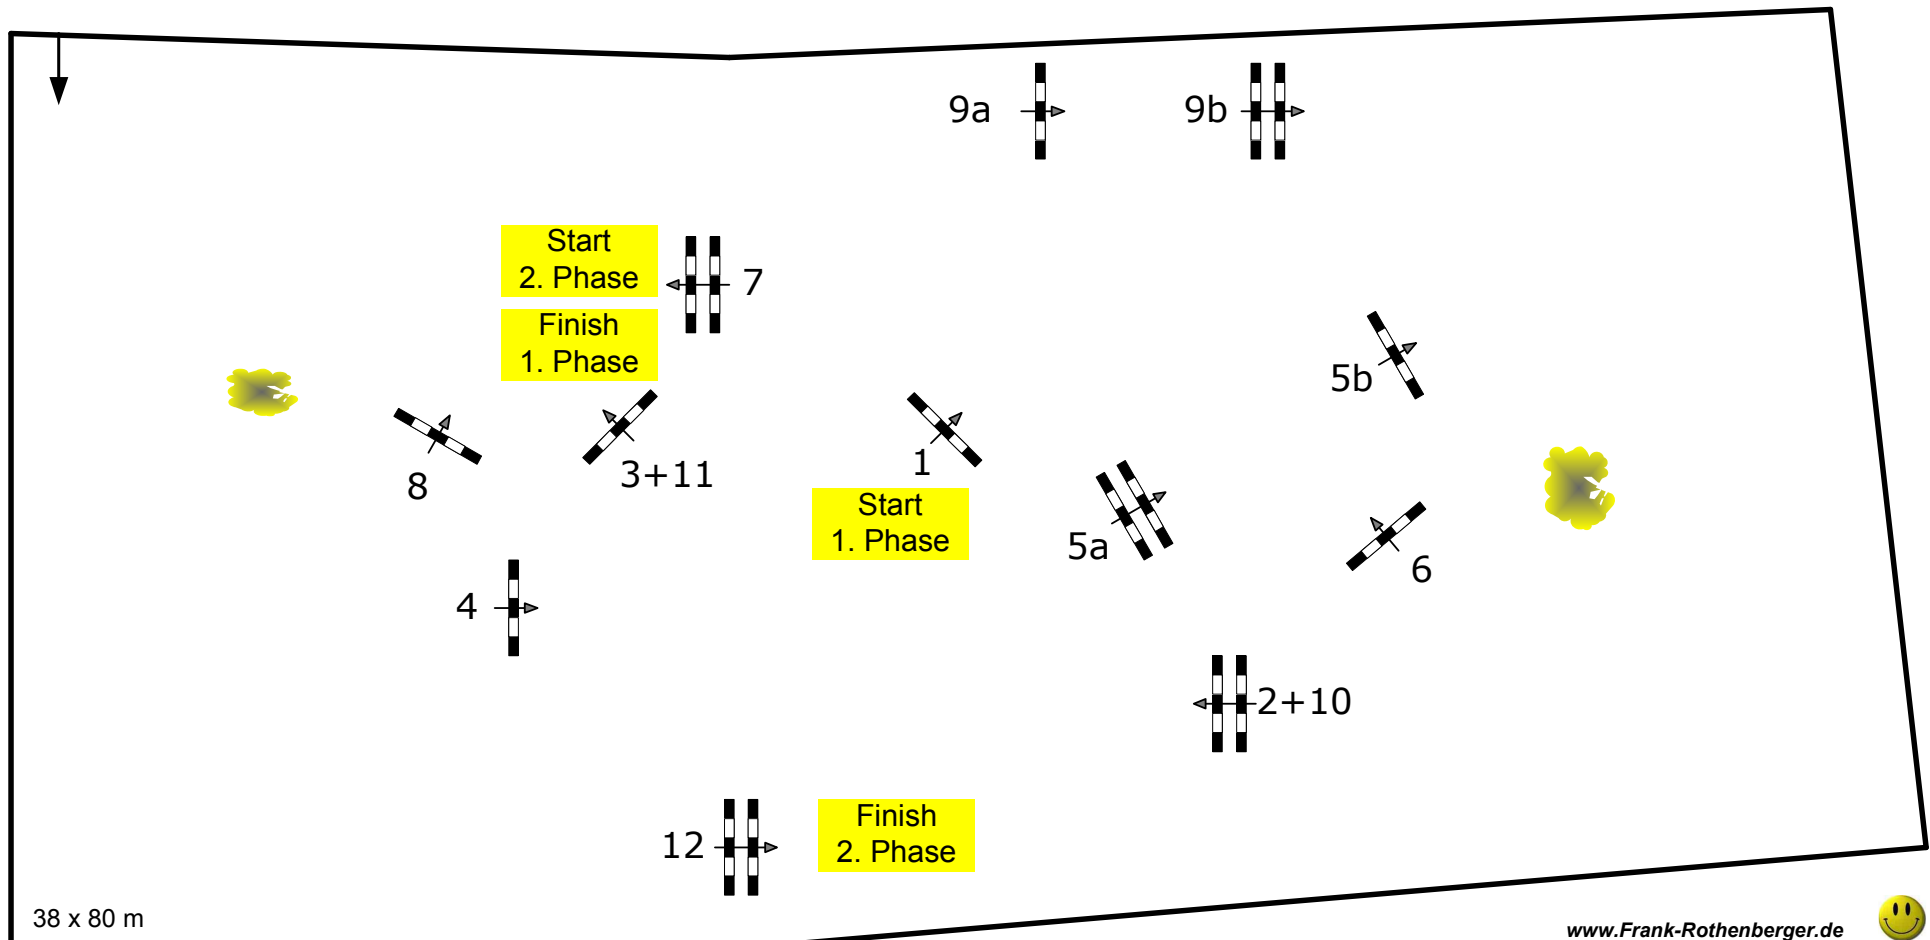 9a
9b
Start
2. Phase
7
Finish
1. Phase
5b
8
3+11
1
Start
1. Phase
5a
6
4
2+10
12
Finish
2. Phase
38 x 80 m
www.Frank-Rothenberger.de